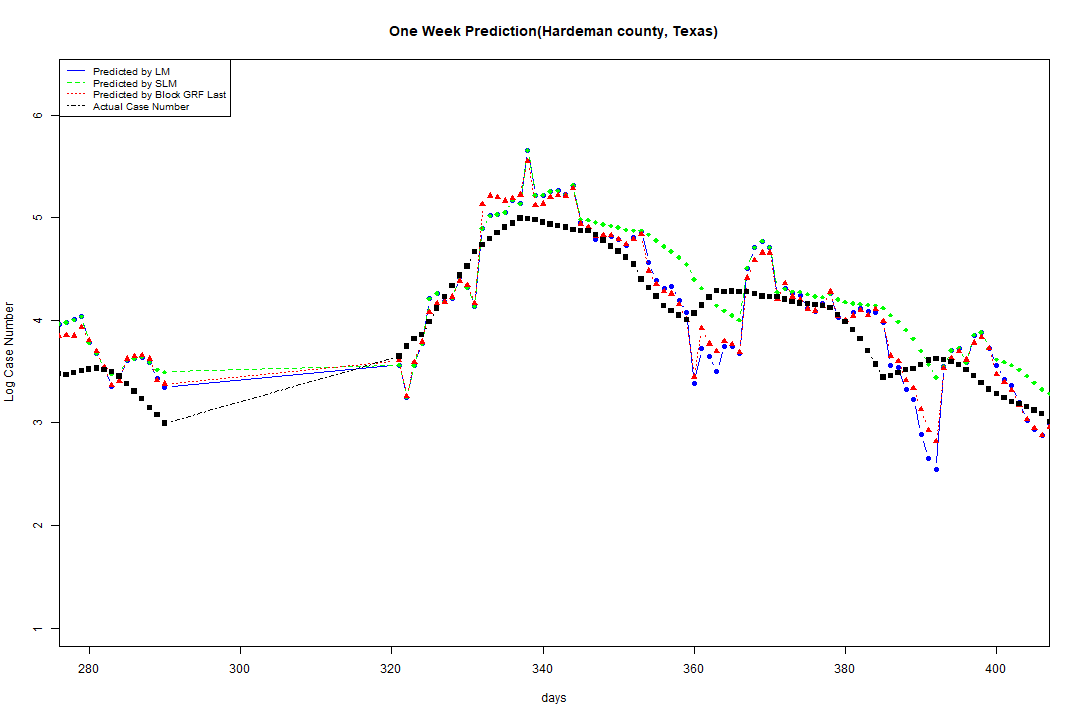 One Week Prediction(Hardeman county, Texas)
Predicted by LM
Predicted by SLM
Predicted by Block GRF Last
Actual Case Number
Log Case Number
6
5
4
3
2
1
280 300 320 340 360 380 400
days